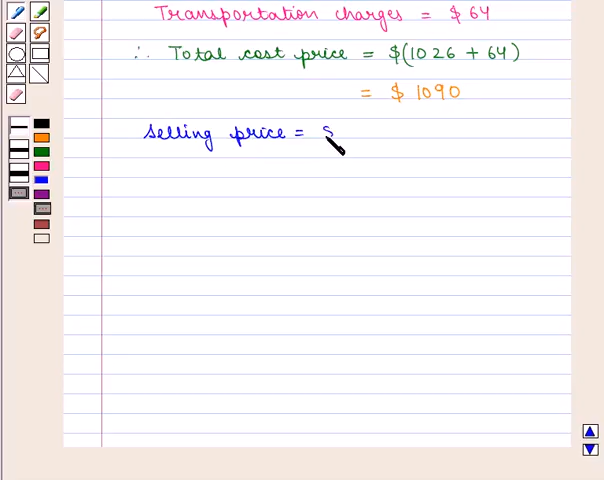 Transportation charges = $ 64
∴ Total cost price = $(1026 + 64)
= $ 1090
Selling price =